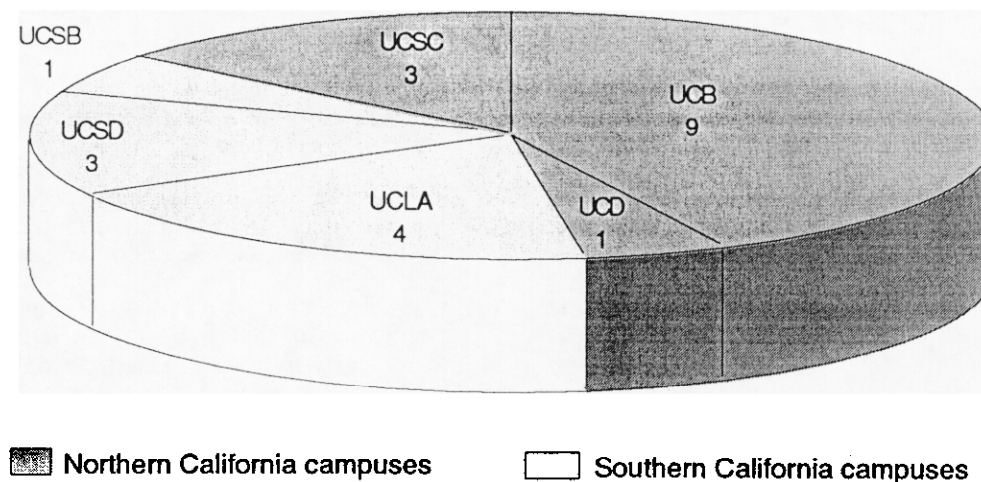 UCSB
1
UCSC
3
UCB
9
UCSD
3
UCLA
4
UCD
1
Northern California campuses
Southern California campuses